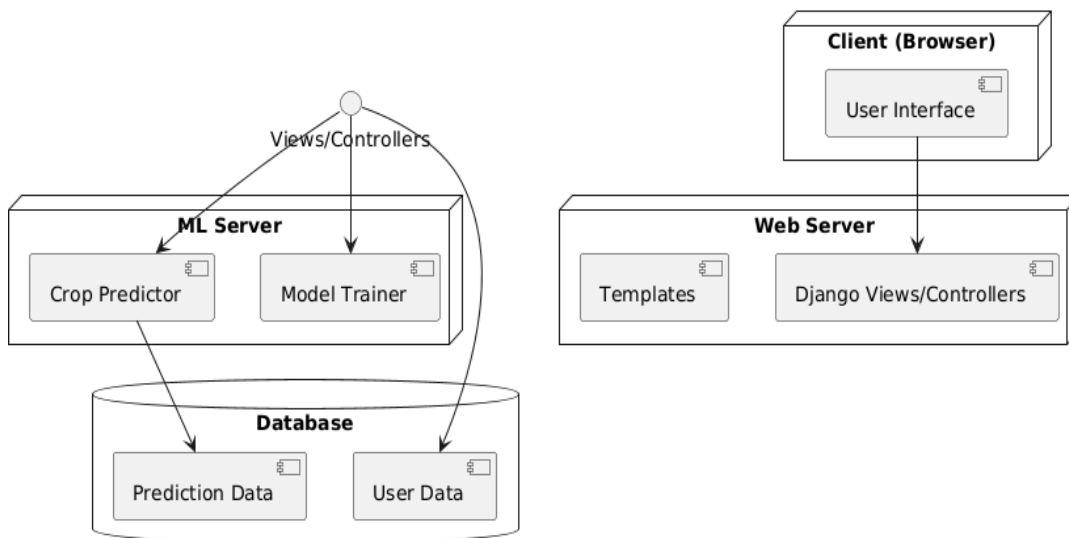 Client (Browser)
User Interface
Views/Controllers
ML Server
Crop Predictor
Model Trainer
Web Server
Templates
Django Views/Controllers
Database
Prediction Data
User Data